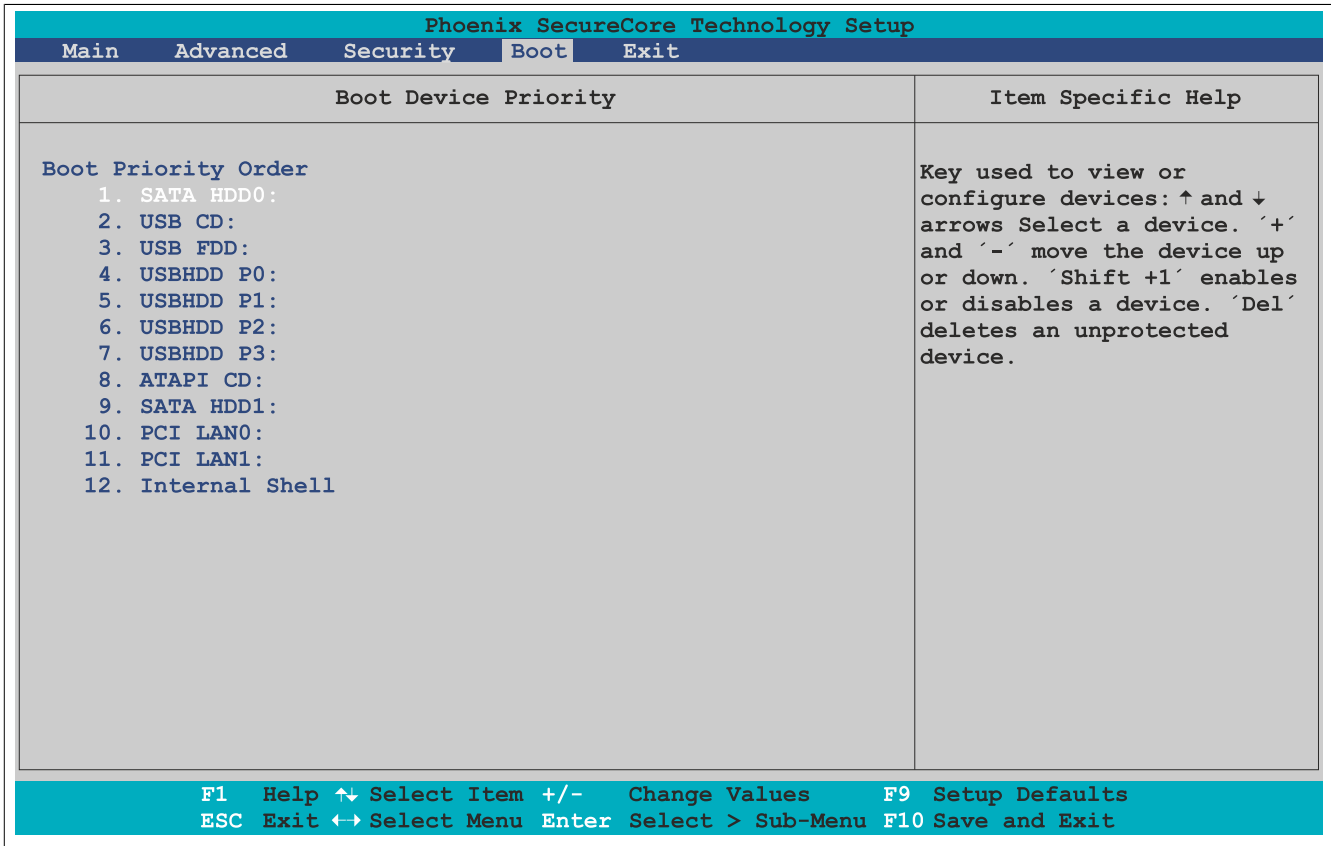 Phoenix SecureCore Technology Setup
Main Advanced Security Boot Exit
Boot Device Priority
Boot Priority Order
1. SATA HDD0:
2. USB CD:
3. USB FDD:
4. USBHDD P0:
5. USBHDD P1:
6. USBHDD P2:
7. USBHDD P3:
8. ATAPI CD:
9. SATA HDD1:
10. PCI LAN0:
11. PCI LAN1:
12. Internal Shell
Item Specific Help
Key used to view or
configure devices: ↑ and ↓
arrows Select a device. ´+´
and ´-´ move the device up
or down. ´Shift +1´ enables
or disables a device. ´Del´
deletes an unprotected
device.
F1 Help ↑↓ Select Item +/- Change Values F9 Setup Defaults
ESC Exit ←→ Select Menu Enter Select > Sub-Menu F10 Save and Exit